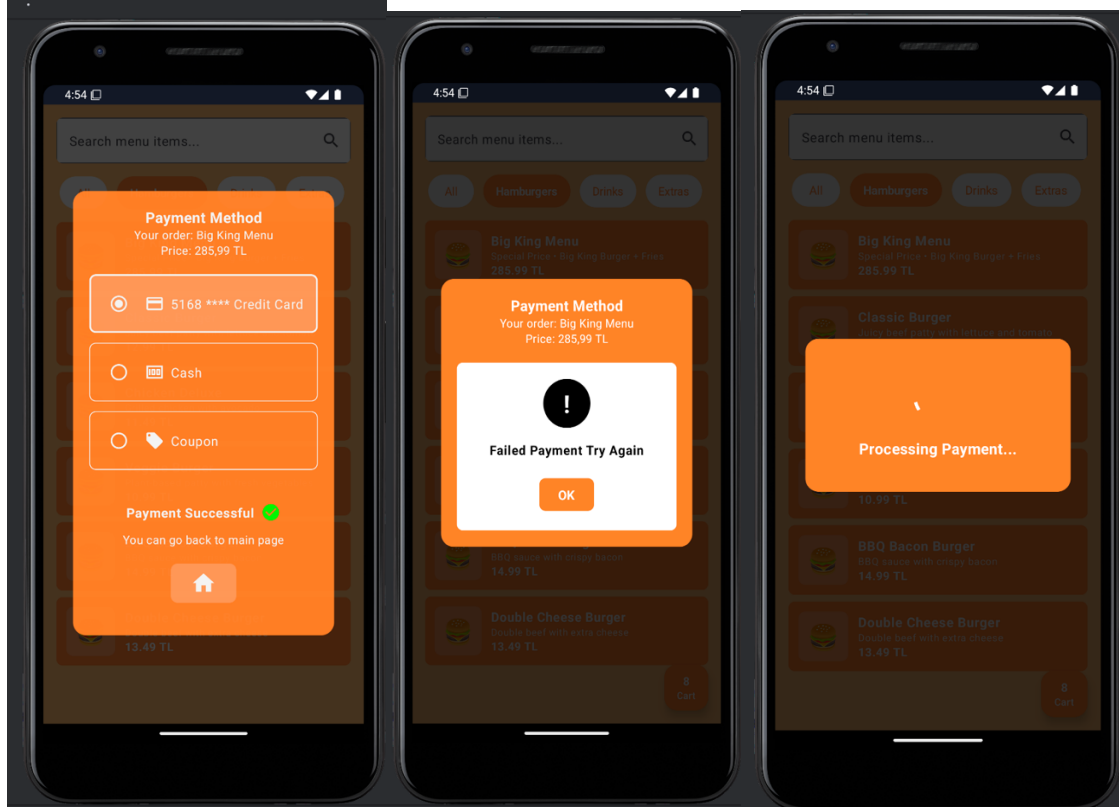 4:54
Search menu items...
Payment Method
Your order: Big King Menu
Price: 285,99 TL
5168 **** Credit Card
Cash
Coupon
Payment Successful
You can go back to main page
13.49 TL
4:54
Search menu items...
All
Hamburgers
Drinks
Extras
Big King Menu
Special Price - Big King Burger + Fries
285.99 TL
Payment Method
Your order: Big King Menu
Price: 285,99 TL
!
Failed Payment Try Again
OK
BBQ sauce with crispy bacon
14.99 TL
Double Cheese Burger
Double beef with extra cheese
13.49 TL
8
Cart
4:54
Search menu items...
All
Hamburgers
Drinks
Extras
Big King Menu
Special Price - Big King Burger + Fries
285.99 TL
Classic Burger
Juicy beef patty with lettuce and tomato
Processing Payment...
10.99 TL
BBQ Bacon Burger
BBQ sauce with crispy bacon
14.99 TL
Double Cheese Burger
Double beef with extra cheese
13.49 TL
8
Cart